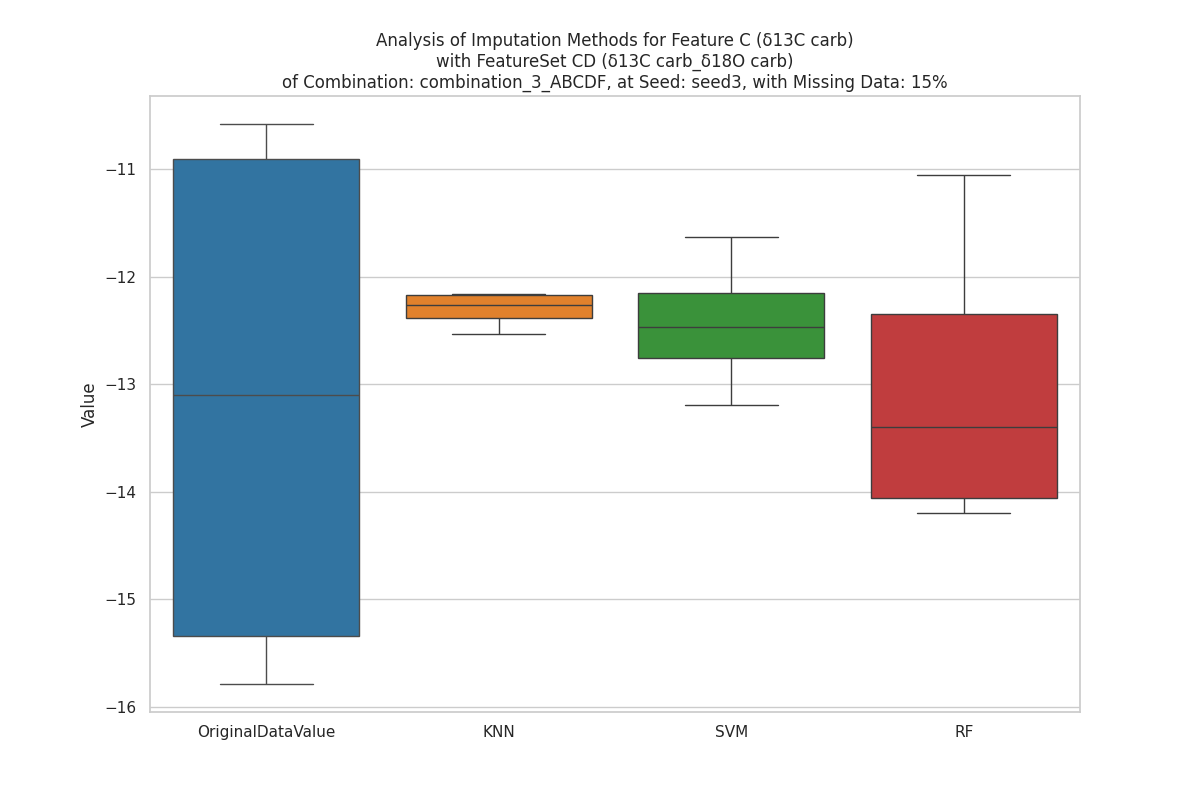 Analysis of Imputation Methods for Feature C (δ13C carb)
with FeatureSet CD (δ13C carb_δ18O carb)
of Combination: combination_3_ABCDF, at Seed: seed3, with Missing Data: 15%
Value
−11
−12
−13
−14
−15
−16
OriginalDataValue
KNN
SVM
RF